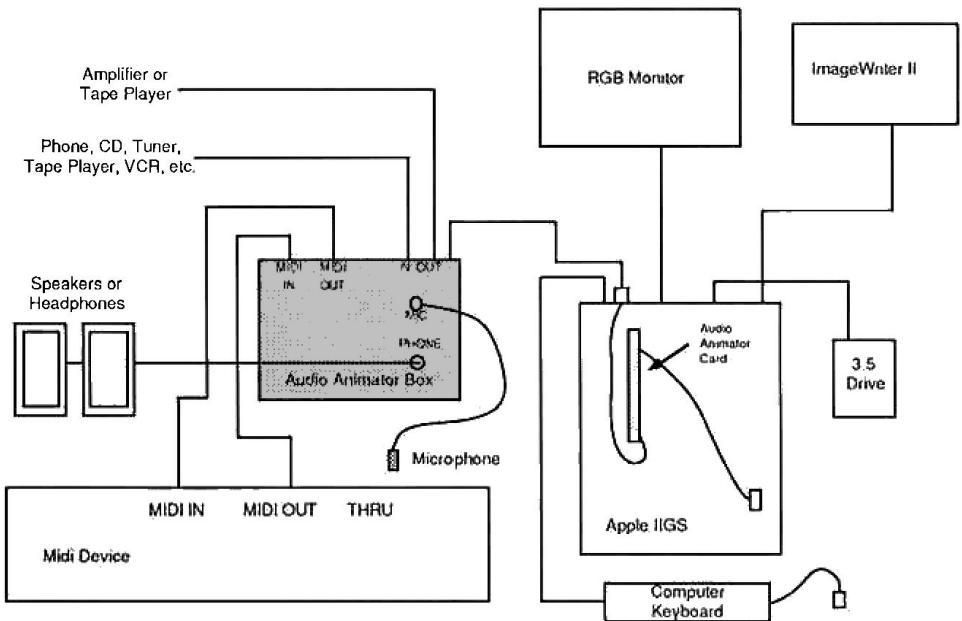 Amplifier or
Tape Player
Phone, CD, Tuner,
Tape Player, VCR, etc.
RGB Monitor
ImageWriter II
Speakers or
Headphones
MIDI
IN
MIDI
OUT
IN OUT
MIC
PHONE
Audio Animator Box
Audio
Animator
Card
3.5
Drive
Microphone
MIDI IN MIDI OUT THRU
Midi Device
Apple IIGS
Computer
Keyboard